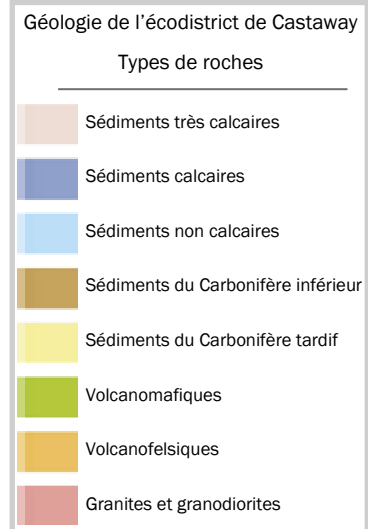 Géologie de l’écodistrict de Castaway
Types de roches
Sédiments très calcaires
Sédiments calcaires
Sédiments non calcaires
Sédiments du Carbonifère inférieur
Sédiments du Carbonifère tardif
Volcanomafiques
Volcanofelsiques
Granites et granodiorites